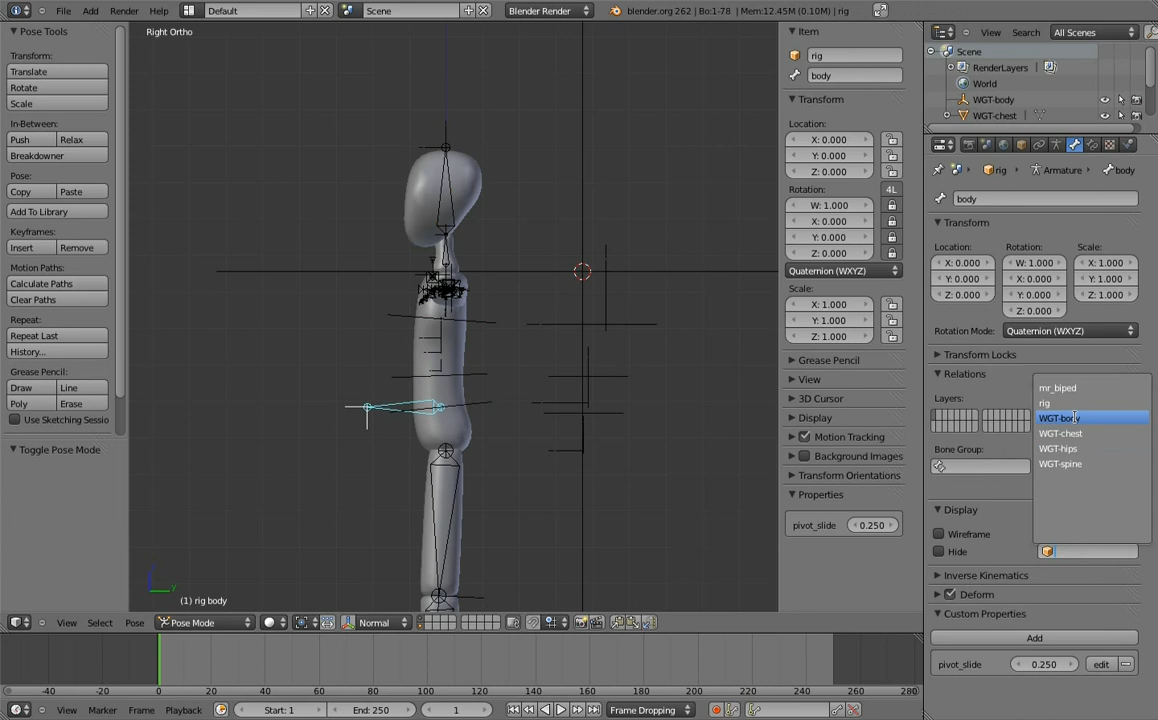 File Add Render Help Default Scene Blender Render blender.org 262 | Bo:1-78 | Mem:12.45M (0.10M) | rig
Pose Tools
Transform:
Translate
Rotate
Scale
In-Between:
Push Relax
Breakdowner
Pose:
Copy Paste
Add To Library
Keyframes:
Insert Remove
Motion Paths:
Calculate Paths
Clear Paths
Repeat:
Repeat Last
History...
Grease Pencil:
Draw Line
Poly Erase
Use Sketching Sessio
Toggle Pose Mode
Right Ortho
(1) rig body
Item
rig
body
Transform
Location:
X: 0.000
Y: 0.000
Z: 0.000
Rotation:
4L
W: 1.000
X: 0.000
Y: 0.000
Z: 0.000
Quaternion (WXYZ)
Scale:
X: 1.000
Y: 1.000
Z: 1.000
Grease Pencil
View
3D Cursor
Display
Motion Tracking
Background Images
Transform Orientations
Properties
pivot_slide 0.250
View Search All Scenes
Scene
RenderLayers |
World
WGT-body
WGT-chest |
rig Armature body
body
Transform
Location: Rotation: Scale:
X: 0.000 W: 1.000 X: 1.000
Y: 0.000 X: 0.000 Y: 1.000
Z: 0.000 Y: 0.000 Z: 1.000
Z: 0.000
Rotation Mode: Quaternion (WXYZ)
Transform Locks
Relations
Layers:
Bone Group:
mr_biped
rig
WGT-body
WGT-chest
WGT-hips
WGT-spine
Display
Wireframe
Hide
Inverse Kinematics
Deform
Custom Properties
Add
pivot_slide 0.250 edit
View Select Pose Pose Mode Normal
-40 -20 0 20 40 60 80 100 120 140 160 180 200 220 240 260 280
View Marker Frame Playback Start: 1 End: 250 1 Frame Dropping